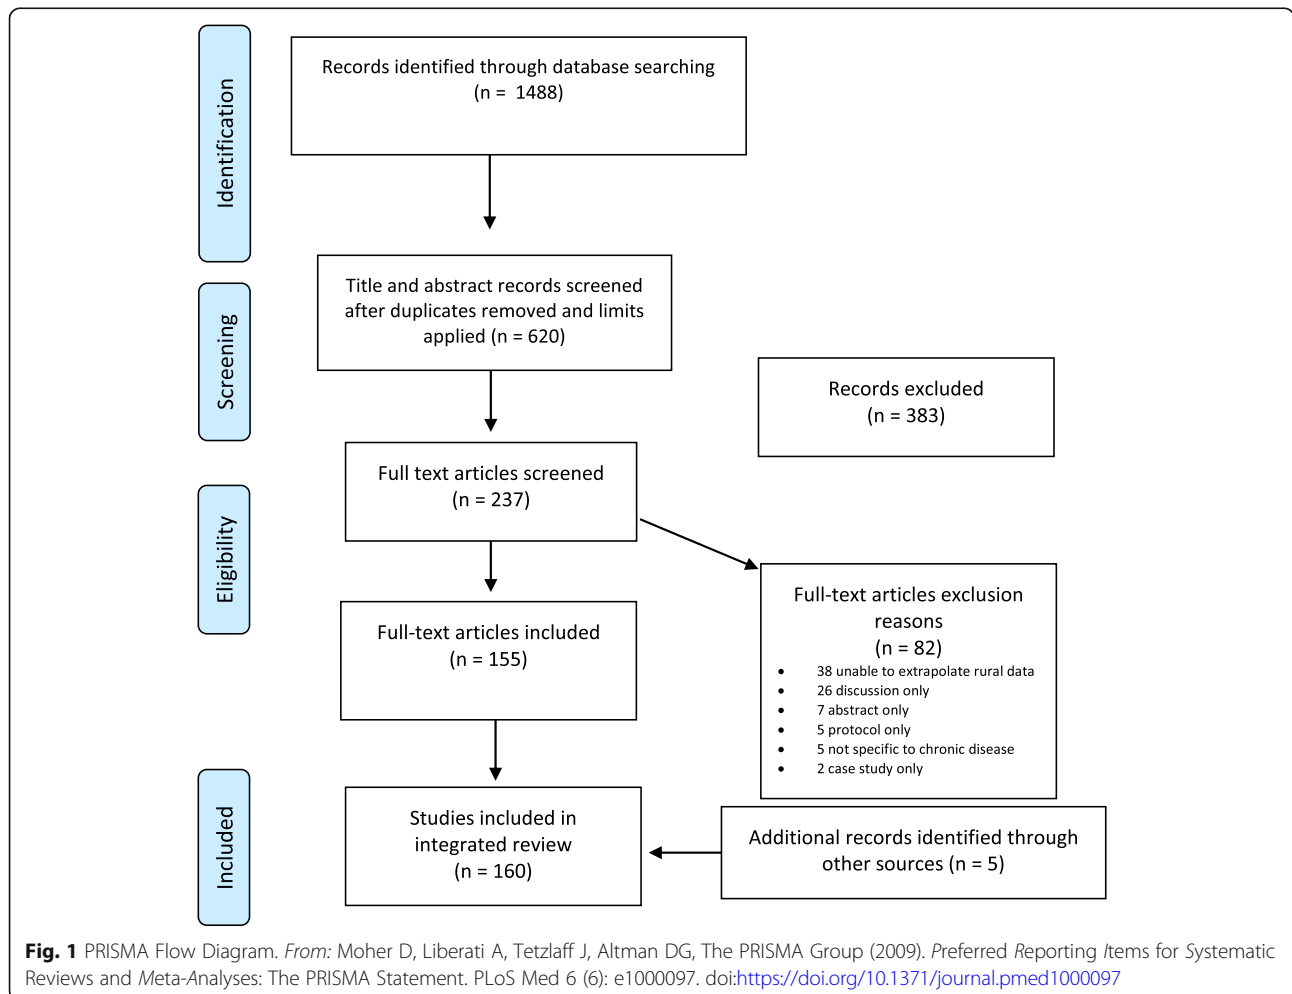 Identification
Records identified through database searching
(n = 1488)
Screening
Title and abstract records screened
after duplicates removed and limits
applied (n = 620)
Records excluded
(n = 383)
Eligibility
Full text articles screened
(n = 237)
Full-text articles exclusion
reasons
(n = 82)
• 38 unable to extrapolate rural data
• 26 discussion only
• 7 abstract only
• 5 protocol only
• 5 not specific to chronic disease
• 2 case study only
Full-text articles included
(n = 155)
Included
Studies included in
integrated review
(n = 160)
Additional records identified through
other sources (n = 5)
Fig. 1 PRISMA Flow Diagram. From: Moher D, Liberati A, Tetzlaff J, Altman DG, The PRISMA Group (2009). Preferred Reporting Items for Systematic
Reviews and Meta-Analyses: The PRISMA Statement. PLoS Med 6 (6): e1000097. doi:https://doi.org/10.1371/journal.pmed1000097